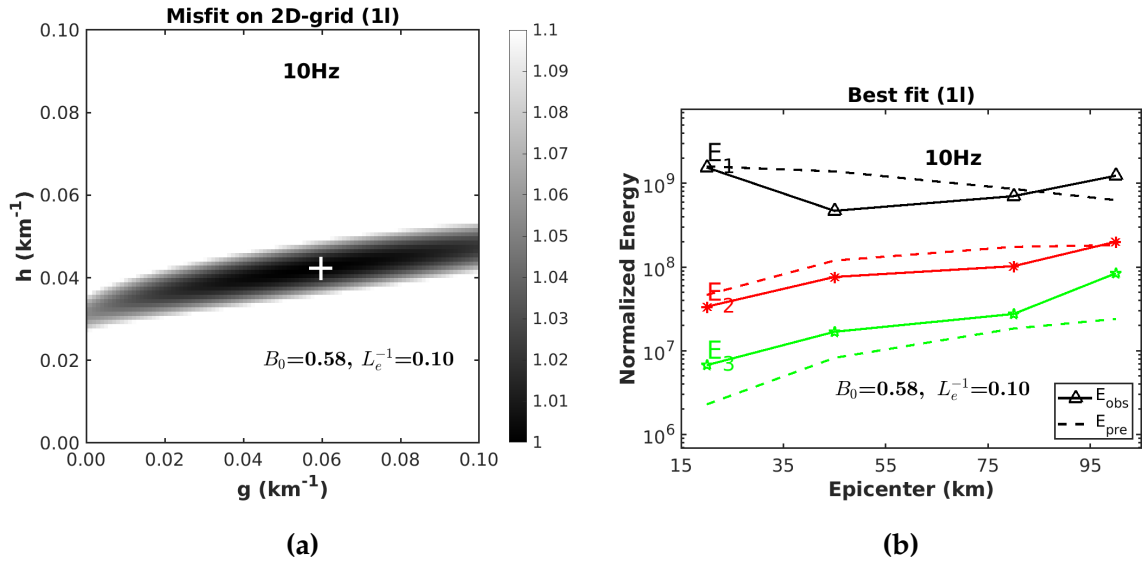 Misfit on 2D-grid (1l)
10Hz
h (km⁻¹)
0.10
0.08
0.06
0.04
0.02
0.00
0.00 0.02 0.04 0.06 0.08 0.10
g (km⁻¹)
B₀=0.58, Lₑ⁻¹=0.10
1.1
1.09
1.08
1.07
1.06
1.05
1.04
1.03
1.02
1.01
1
(a)
Best fit (1l)
10Hz
Normalized Energy
10⁹
10⁸
10⁷
10⁶
E₁
E₂
E₃
B₀=0.58, Lₑ⁻¹=0.10
E_obs
E_pre
15 35 55 75 95
Epicenter (km)
(b)